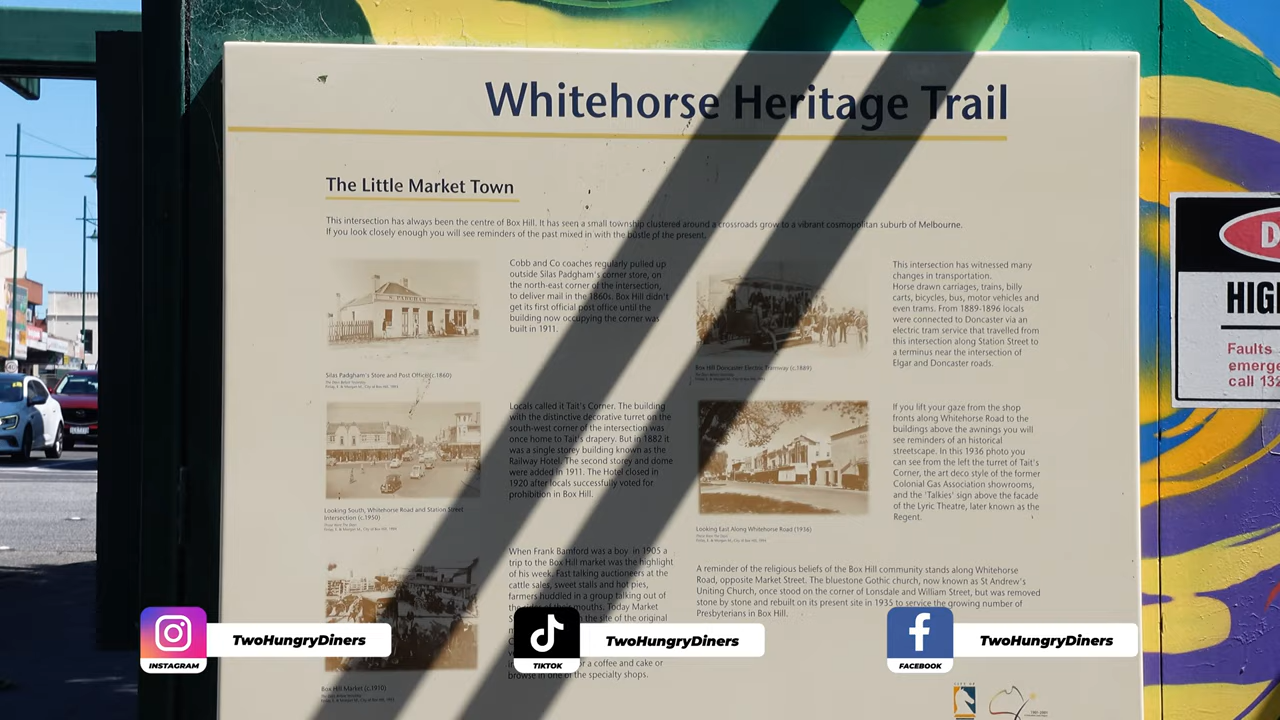 Whitehorse Heritage Trail
The Little Market Town
This intersection has always been the centre of Box Hill. It has seen a small township clustered around a crossroads grow to a vibrant cosmopolitan suburb of Melbourne.
If you look closely enough you will see reminders of the past mixed in with the bustle of the present.
Cobb and Co coaches regularly pulled up
outside Silas Padgham's corner store, on
the north-east corner of the intersection,
to deliver mail in the 1860s. Box Hill didn't
get its first official post office until the
building now occupying the corner was
built in 1911.
Silas Padgham's Store and Post Office (c.1860)
Locals called it Tait's Corner. The building
with the distinctive decorative turret on the
south-west corner of the intersection was
once home to Tait's drapery. But in 1882 it
was a single storey building known as the
Railway Hotel. The second storey and dome
were added in 1911. The Hotel closed in
1920 after locals successfully voted for
prohibition in Box Hill.
Looking South, Whitehorse Road and Station Street
Intersection (c.1950)
When Frank Bamford was a boy in 1905 a
trip to the Box Hill market was the highlight
of his week. Fast talking auctioneers at the
cattle sales, sweet stalls and hot pies,
farmers huddled in a group talking out of
the sides of their mouths. Today Market
in the site of the original
for a coffee and cake or
browse in one of the specialty shops.
Box Hill Market (c.1910)
This intersection has witnessed many
changes in transportation.
Horse drawn carriages, trains, billy
carts, bicycles, bus, motor vehicles and
even trams. From 1889-1896 locals
were connected to Doncaster via an
electric tram service that travelled from
this intersection along Station Street to
a terminus near the intersection of
Elgar and Doncaster roads.
Box Hill Doncaster Electric Tramway (c.1889)
If you lift your gaze from the shop
fronts along Whitehorse Road to the
buildings above the awnings you will
see reminders of an historical
streetscape. In this 1936 photo you
can see from the left the turret of Tait's
Corner, the art deco style of the former
Colonial Gas Association showrooms,
and the 'Talkies' sign above the facade
of the Lyric Theatre, later known as the
Regent.
Looking East Along Whitehorse Road (1936)
A reminder of the religious beliefs of the Box Hill community stands along Whitehorse
Road, opposite Market Street. The bluestone Gothic church, now known as St Andrew's
Uniting Church, once stood on the corner of Lonsdale and William Street, but was removed
stone by stone and rebuilt on its present site in 1935 to service the growing number of
Presbyterians in Box Hill.
HIGH
Faults
emerge
call 132
INSTAGRAM
TwoHungryDiners
TIKTOK
TwoHungryDiners
FACEBOOK
TwoHungryDiners